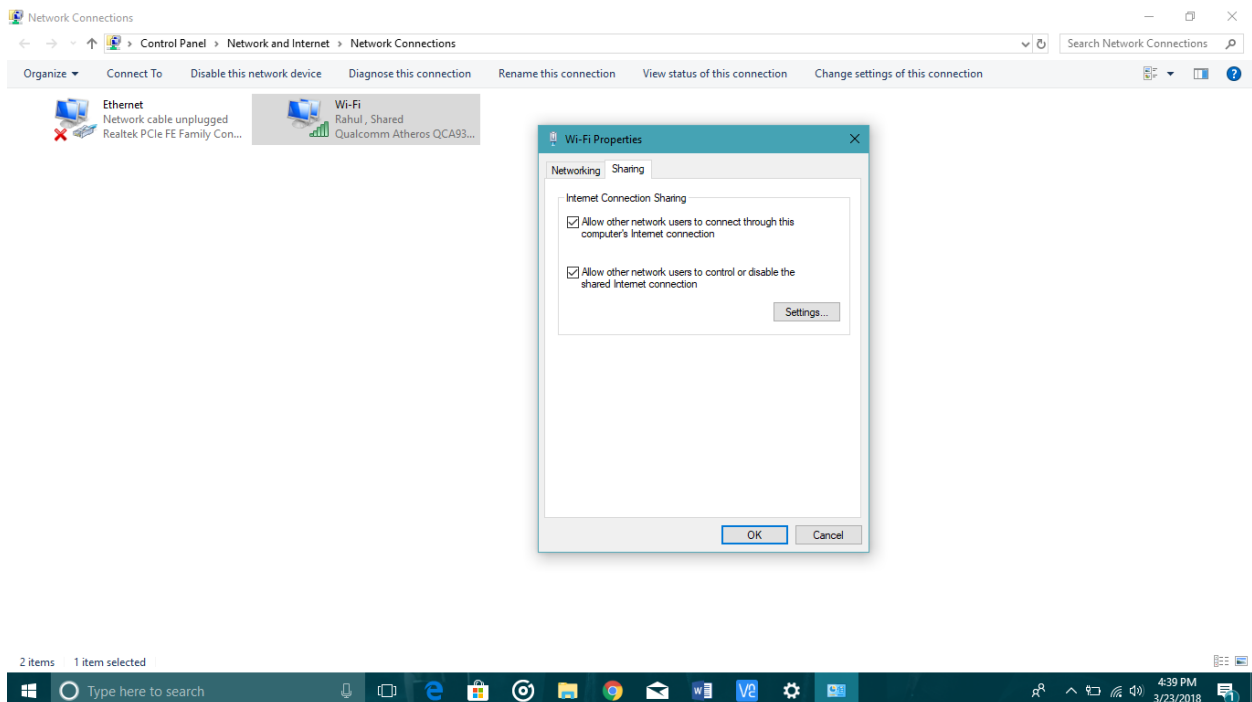 Network Connections
Control Panel > Network and Internet > Network Connections
Search Network Connections
Organize Connect To Disable this network device Diagnose this connection Rename this connection View status of this connection Change settings of this connection
Ethernet
Network cable unplugged
Realtek PCIe FE Family Con...
Wi-Fi
Rahul , Shared
Qualcomm Atheros QCA93...
Wi-Fi Properties
Networking Sharing
Internet Connection Sharing
Allow other network users to connect through this
computer's Internet connection
Allow other network users to control or disable the
shared Internet connection
Settings...
OK Cancel
2 items 1 item selected
Type here to search
4:39 PM
3/23/2018